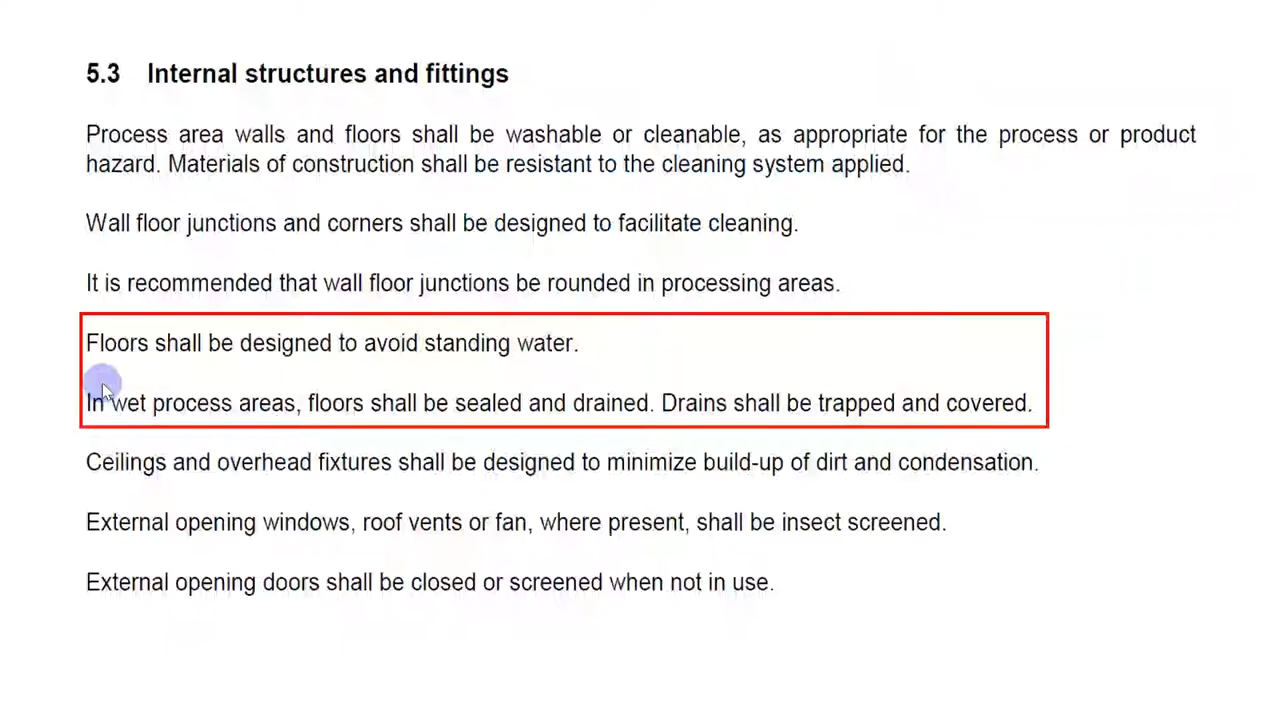 5.3 Internal structures and fittings
Process area walls and floors shall be washable or cleanable, as appropriate for the process or product
hazard. Materials of construction shall be resistant to the cleaning system applied.
Wall floor junctions and corners shall be designed to facilitate cleaning.
It is recommended that wall floor junctions be rounded in processing areas.
Floors shall be designed to avoid standing water.
In wet process areas, floors shall be sealed and drained. Drains shall be trapped and covered.
Ceilings and overhead fixtures shall be designed to minimize build-up of dirt and condensation.
External opening windows, roof vents or fan, where present, shall be insect screened.
External opening doors shall be closed or screened when not in use.